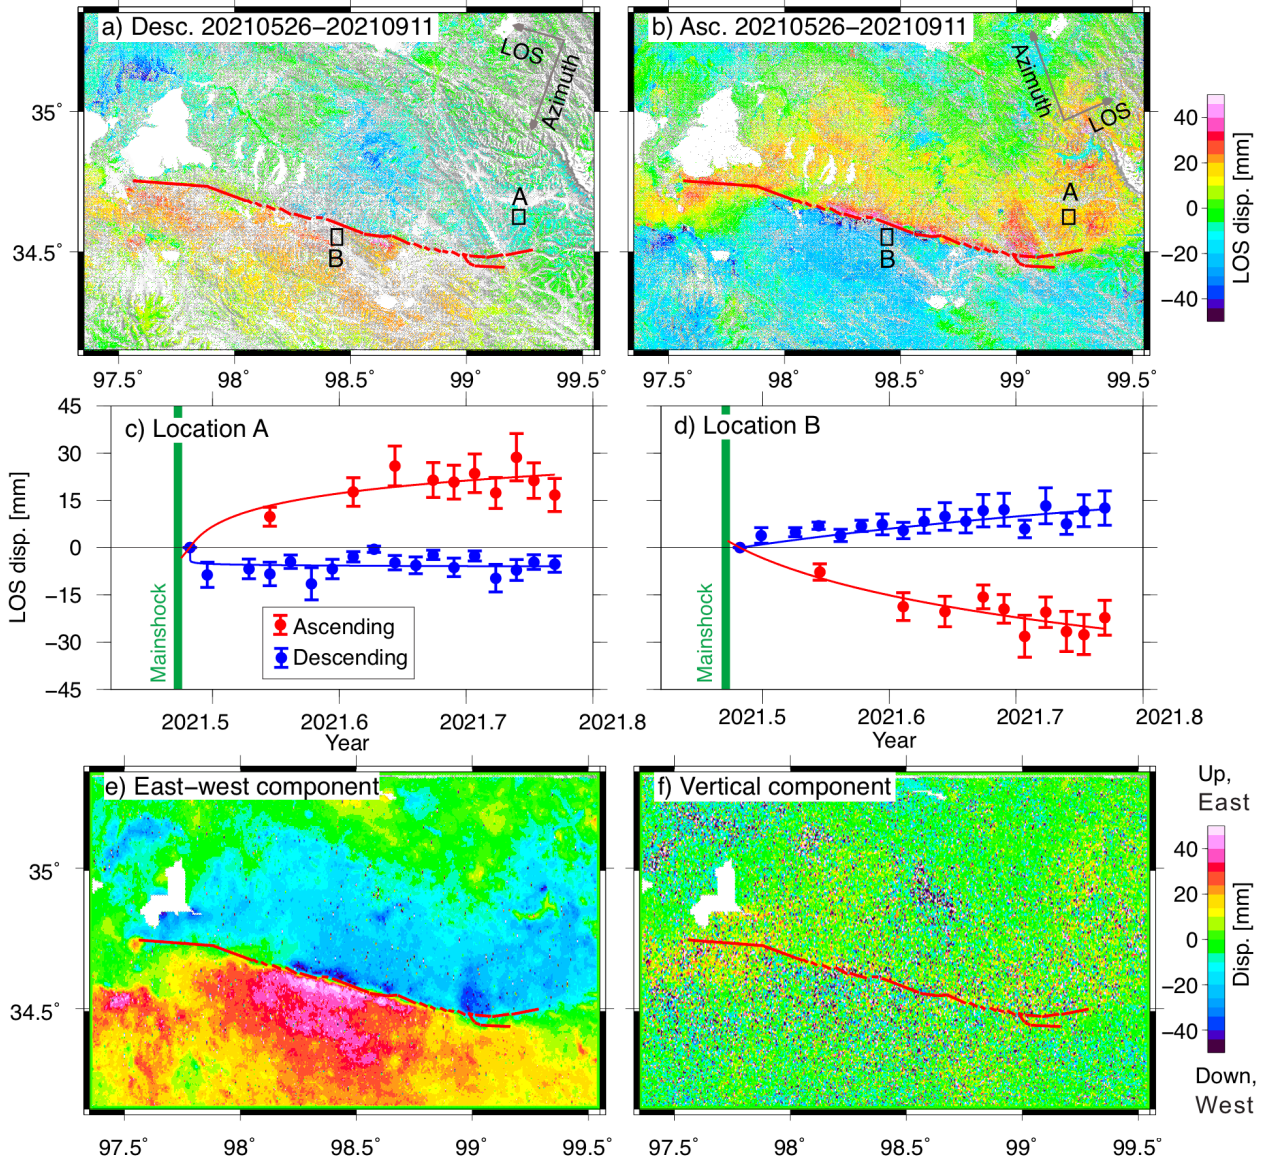 a) Desc. 20210526−20210911
LOS
Azimuth
A
B
35°
34.5°
97.5° 98° 98.5° 99° 99.5°
b) Asc. 20210526−20210911
Azimuth
LOS
A
B
97.5° 98° 98.5° 99° 99.5°
40
20
0
−20
−40
LOS disp. [mm]
c) Location A
45
30
15
0
−15
−30
−45
LOS disp. [mm]
Mainshock
Ascending
Descending
2021.5 2021.6 2021.7 2021.8
Year
d) Location B
Mainshock
2021.5 2021.6 2021.7 2021.8
Year
e) East−west component
35°
34.5°
97.5° 98° 98.5° 99° 99.5°
f) Vertical component
97.5° 98° 98.5° 99° 99.5°
Up,
East
40
20
0
−20
−40
Disp. [mm]
Down,
West